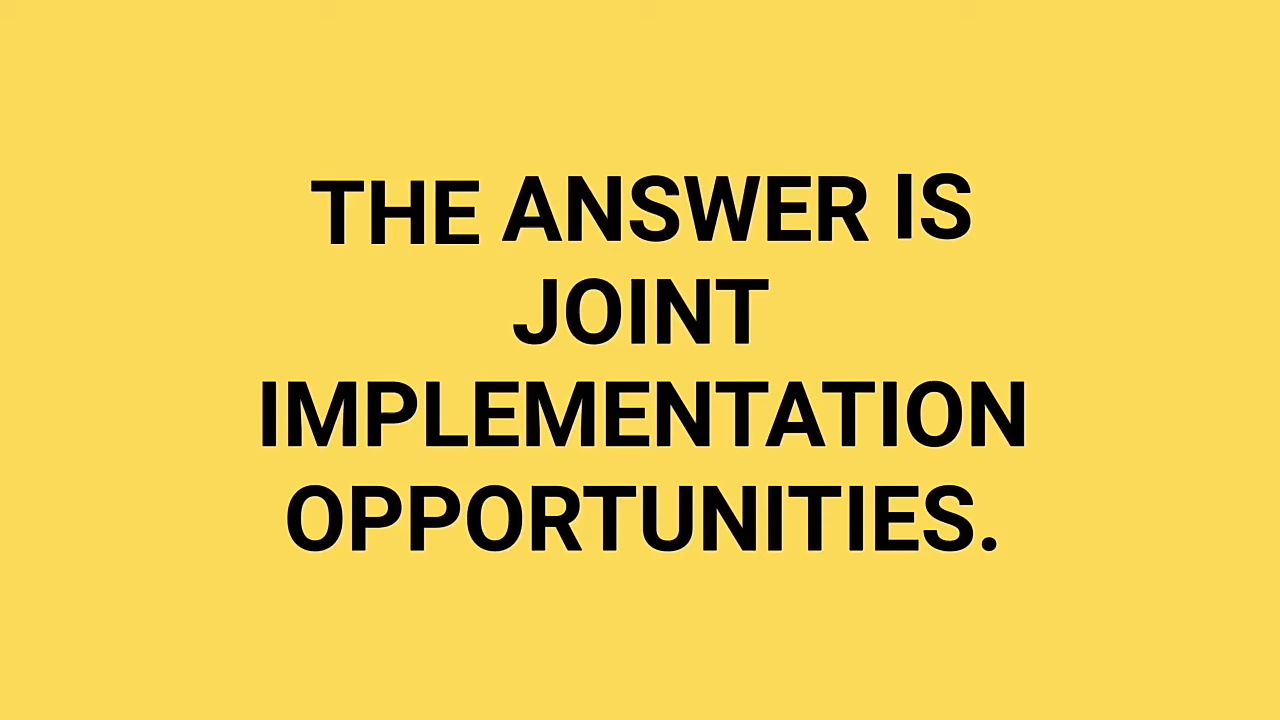 THE ANSWER IS
JOINT
IMPLEMENTATION
OPPORTUNITIES.